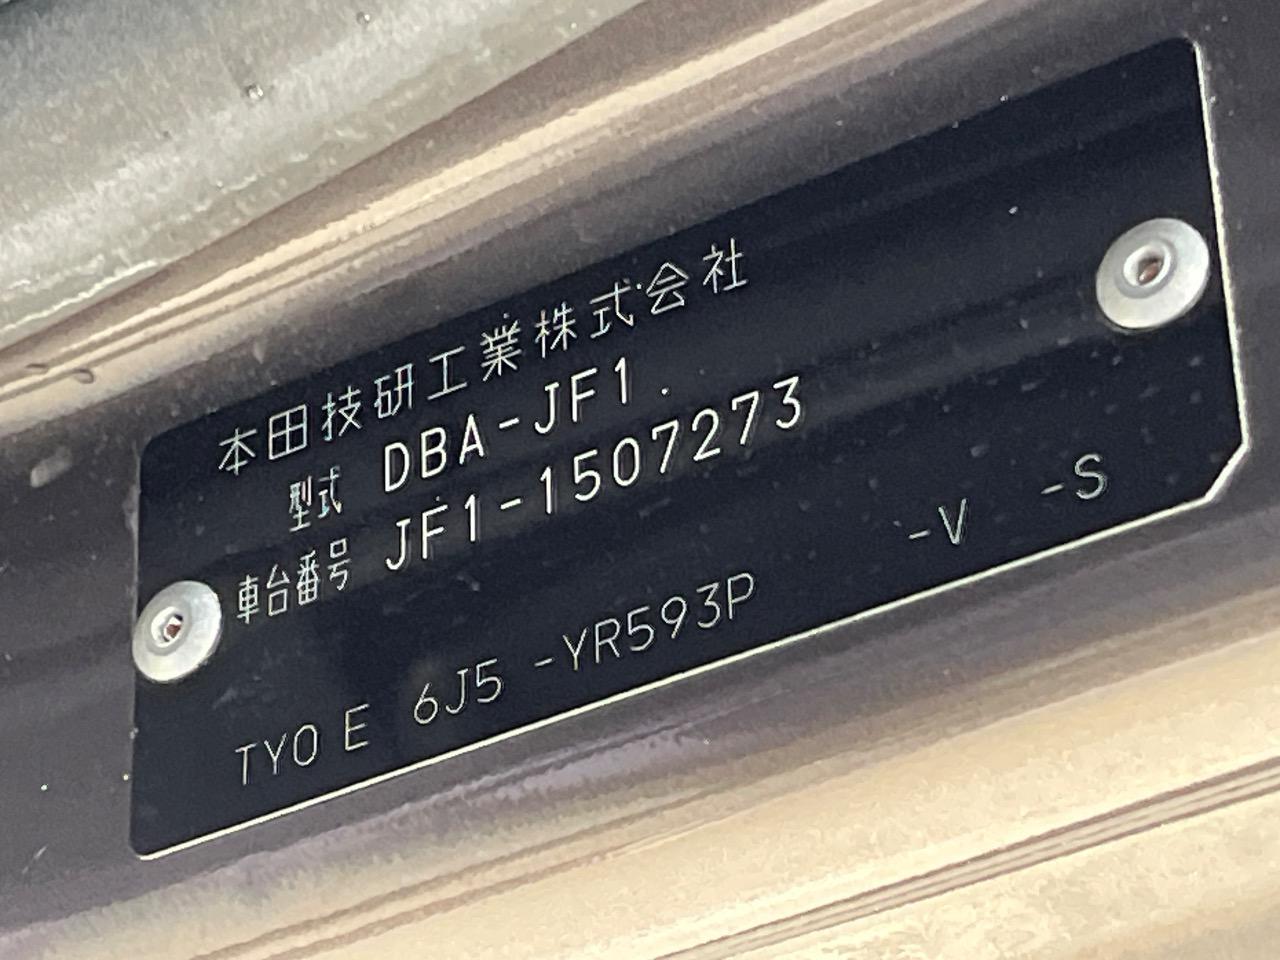 本田技研工業株式会社
型式 DBA-JF1.
車台番号 JF1-1507273
TYO E 6J5 -YR593P -V -S